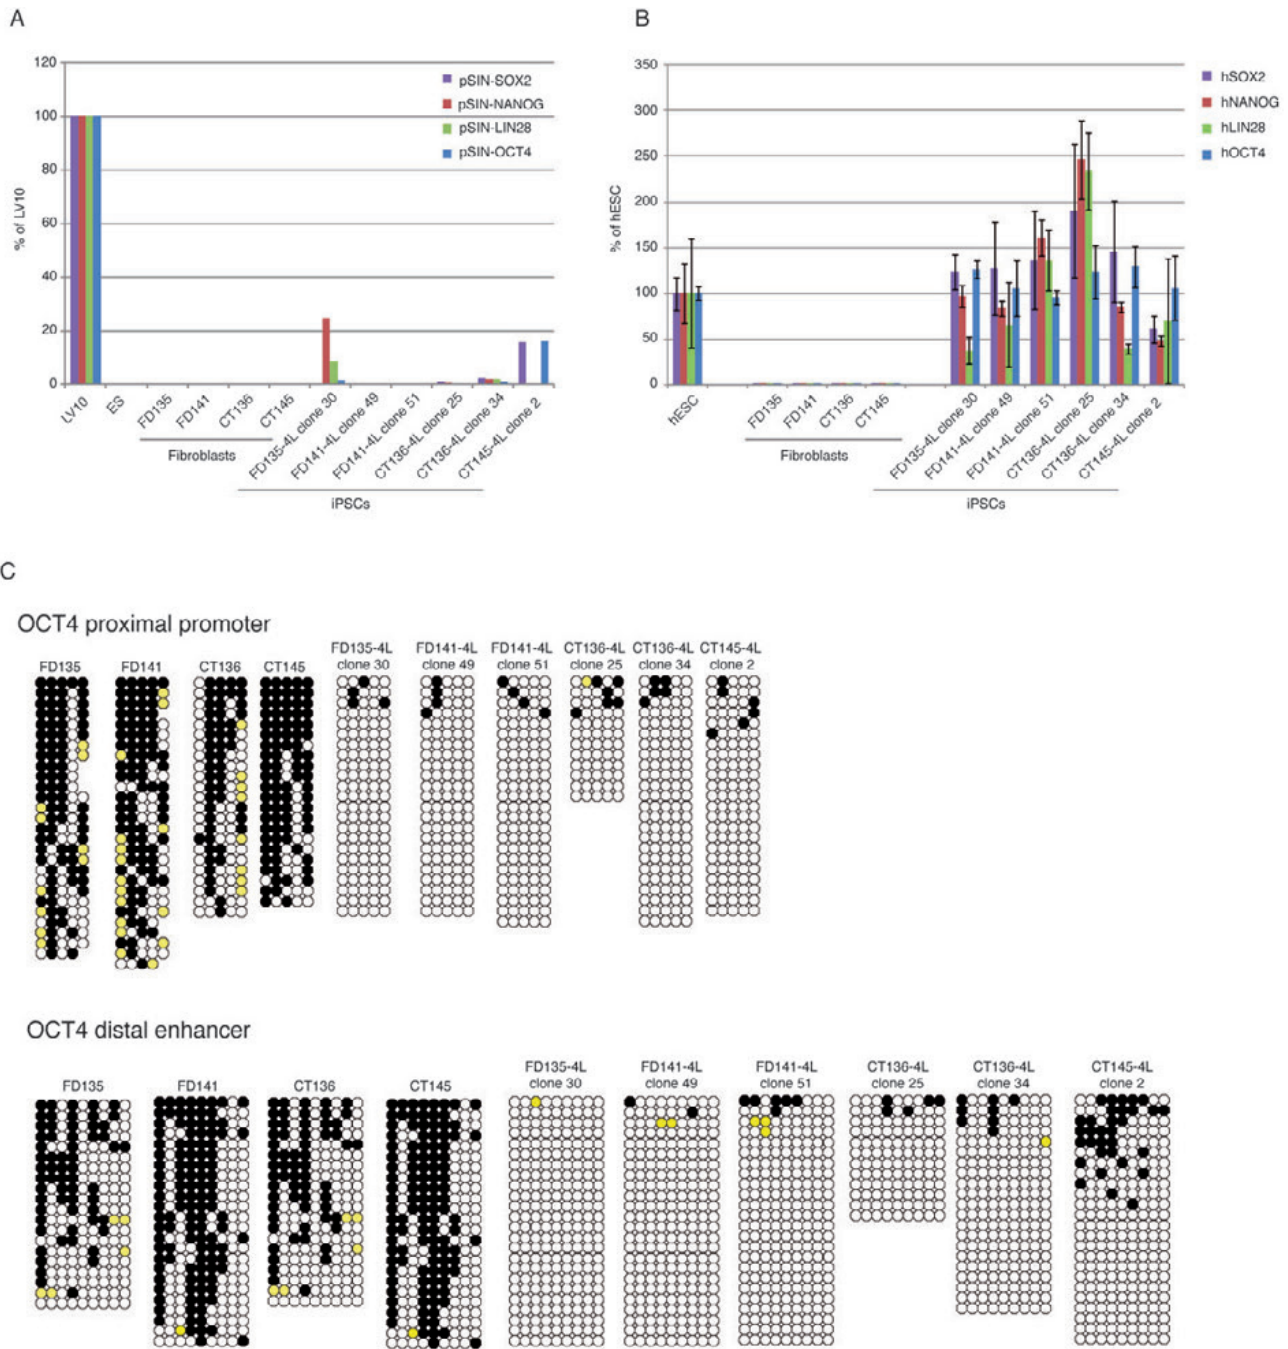 A
120
100
80
60
40
20
0
% of LV10
pSIN-SOX2
pSIN-NANOG
pSIN-LIN28
pSIN-OCT4
LV10
ES
FD135
FD141
CT136
CT145
FD135-4L clone 30
FD141-4L clone 49
FD141-4L clone 51
CT136-4L clone 25
CT136-4L clone 34
CT145-4L clone 2
Fibroblasts
iPSCs
B
350
300
250
200
150
100
50
0
% of hESC
hSOX2
hNANOG
hLIN28
hOCT4
hESC
FD135
FD141
CT136
CT145
FD135-4L clone 30
FD141-4L clone 49
FD141-4L clone 51
CT136-4L clone 25
CT136-4L clone 34
CT145-4L clone 2
Fibroblasts
iPSCs
C
OCT4 proximal promoter
FD135
FD141
CT136
CT145
FD135-4L
clone 30
FD141-4L
clone 49
FD141-4L
clone 51
CT136-4L
clone 25
CT136-4L
clone 34
CT145-4L
clone 2
OCT4 distal enhancer
FD135
FD141
CT136
CT145
FD135-4L
clone 30
FD141-4L
clone 49
FD141-4L
clone 51
CT136-4L
clone 25
CT136-4L
clone 34
CT145-4L
clone 2